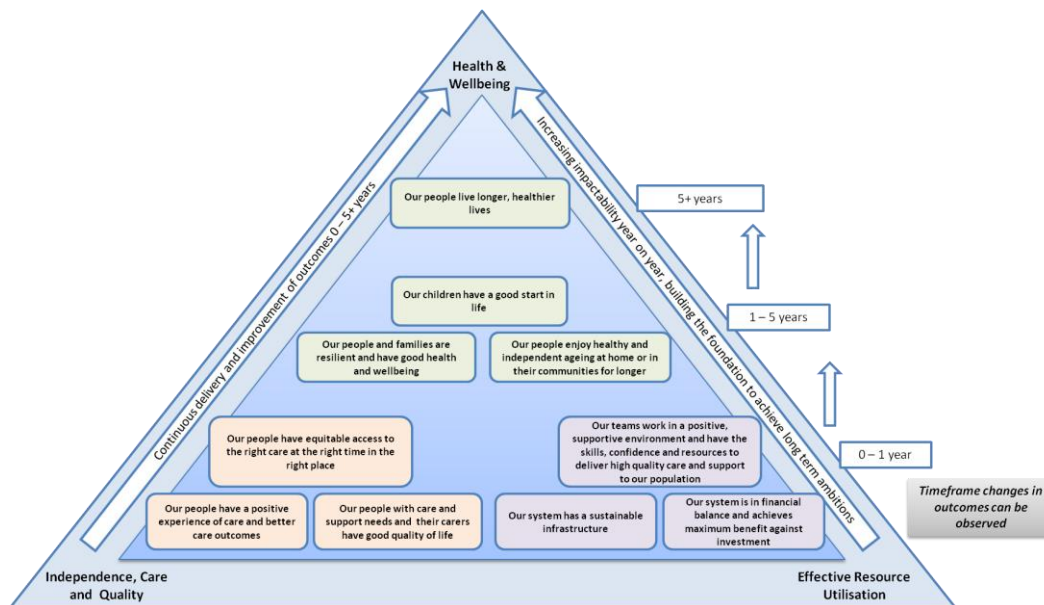 Health &
Wellbeing
Continuous delivery and improvement of outcomes 0 – 5+ years
Increasing impactability year on year, building the foundation to achieve long term ambitions
Our people live longer, healthier
lives
5+ years
Our children have a good start in
life
1 – 5 years
Our people and families are
resilient and have good health
and wellbeing
Our people enjoy healthy and
independent ageing at home or in
their communities for longer
Our people have equitable access to
the right care at the right time in the
right place
Our teams work in a positive,
supportive environment and have the
skills, confidence and resources to
deliver high quality care and support
to our population
0 – 1 year
Timeframe changes in
outcomes can be
observed
Our people have a positive
experience of care and better
care outcomes
Our people with care and
support needs and their carers
have good quality of life
Our system has a sustainable
infrastructure
Our system is in financial
balance and achieves
maximum benefit against
investment
Independence, Care
and Quality
Effective Resource
Utilisation